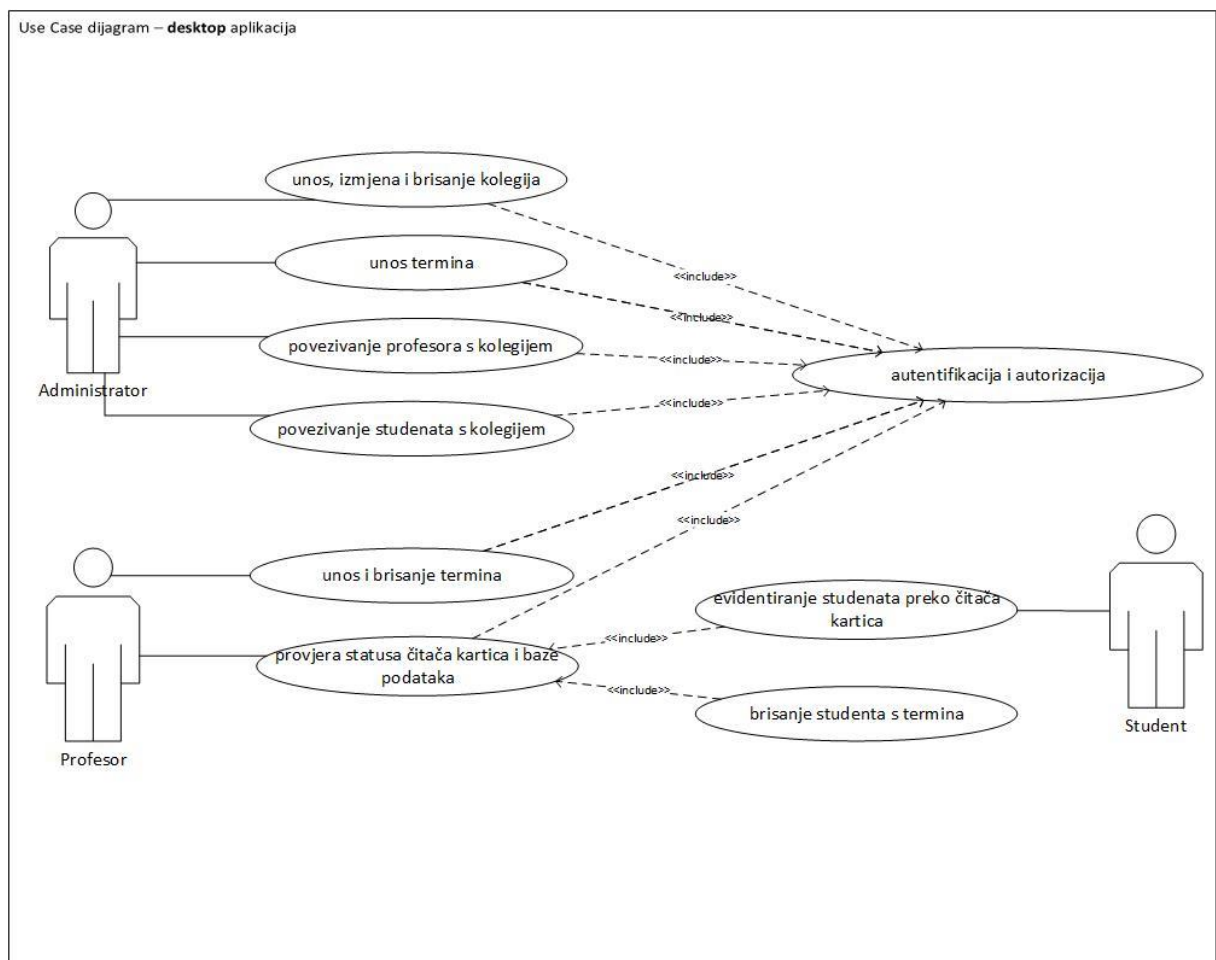 Use Case dijagram – desktop aplikacija
unos, izmjena i brisanje kolegija
<<include>>
unos termina
<<include>>
povezivanje profesora s kolegijem
<<include>>
autentifikacija i autorizacija
Administrator
povezivanje studenata s kolegijem
<<include>>
<<include>>
<<include>>
unos i brisanje termina
evidentiranje studenata preko čitača
kartica
<<include>>
provjera statusa čitača kartica i baze
podataka
<<include>>
brisanje studenta s termina
Student
Profesor